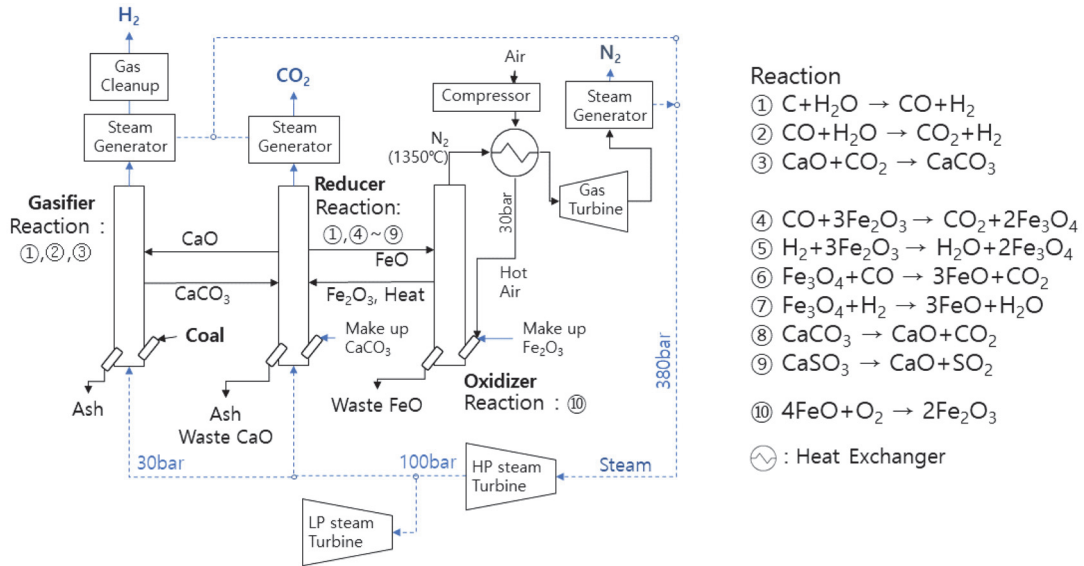 H₂
Gas
Cleanup
Steam
Generator
CO₂
Steam
Generator
Air
Compressor
N₂
(1350℃)
N₂
Steam
Generator
Gas
Turbine
30bar
Hot
Air
Gasifier
Reaction :
①,②,③
CaO
CaCO₃
Reducer
Reaction:
①,④~⑨
FeO
Fe₂O₃, Heat
Coal
Make up
CaCO₃
Make up
Fe₂O₃
Ash
Ash
Waste CaO
Waste FeO
Oxidizer
Reaction : ⑩
380bar
30bar
100bar
HP steam
Turbine
Steam
LP steam
Turbine
Reaction
① C+H₂O → CO+H₂
② CO+H₂O → CO₂+H₂
③ CaO+CO₂ → CaCO₃
④ CO+3Fe₂O₃→ CO₂+2Fe₃O₄
⑤ H₂+3Fe₂O₃→ H₂O+2Fe₃O₄
⑥ Fe₃O₄+CO → 3FeO+CO₂
⑦ Fe₃O₄+H₂ → 3FeO+H₂O
⑧ CaCO₃ → CaO+CO₂
⑨ CaSO₃ → CaO+SO₂
⑩ 4FeO+O₂ → 2Fe₂O₃
: Heat Exchanger